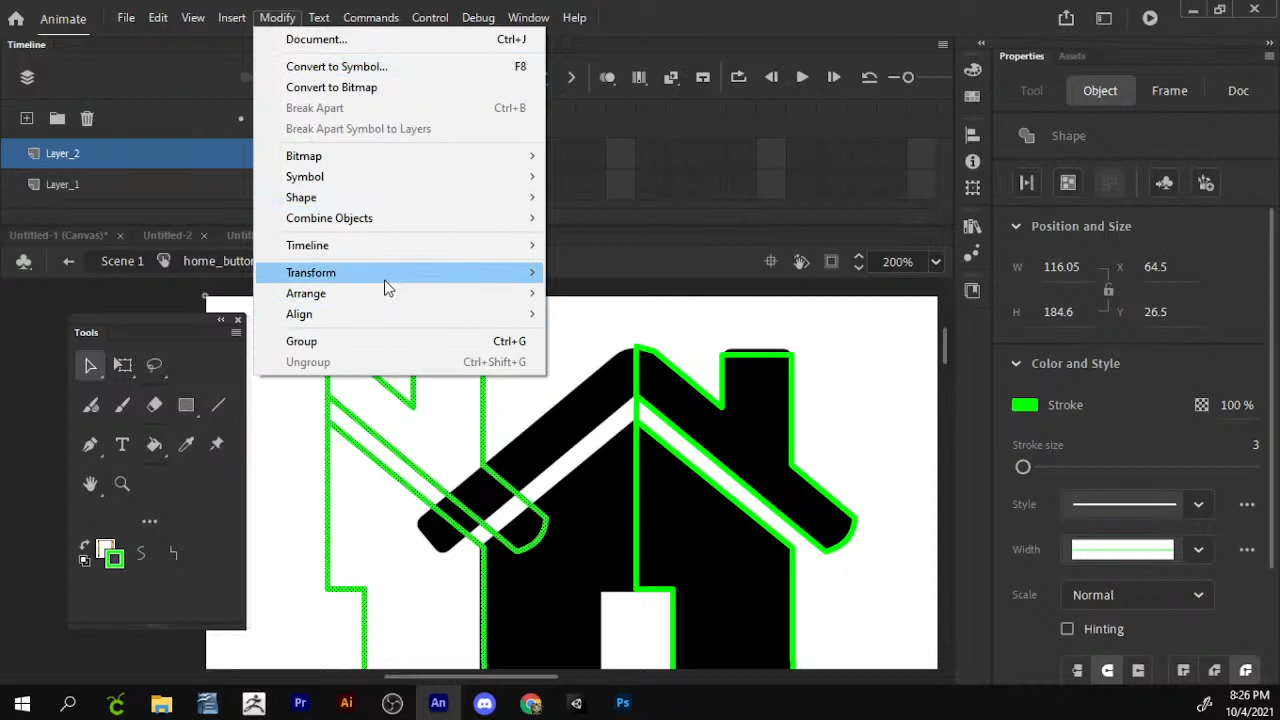 Animate File Edit View Insert Modify Text Commands Control Debug Window Help
Timeline
Layer_2
Layer_1
Document... Ctrl+J
Convert to Symbol... F8
Convert to Bitmap
Break Apart Ctrl+B
Break Apart Symbol to Layers
Bitmap
Symbol
Shape
Combine Objects
Timeline
Transform
Arrange
Align
Group Ctrl+G
Ungroup Ctrl+Shift+G
Untitled-1 (Canvas)* × Untitled-2 ×
Scene 1 200%
Tools
Properties Assets
Tool Object Frame Doc
Shape
Position and Size
W 116.05 X 64.5
H 184.6 Y 26.5
Color and Style
Stroke 100 %
Stroke size
3
Style
Width
Scale Normal
Hinting
Pr Ai An Ps
8:26 PM
10/4/2021